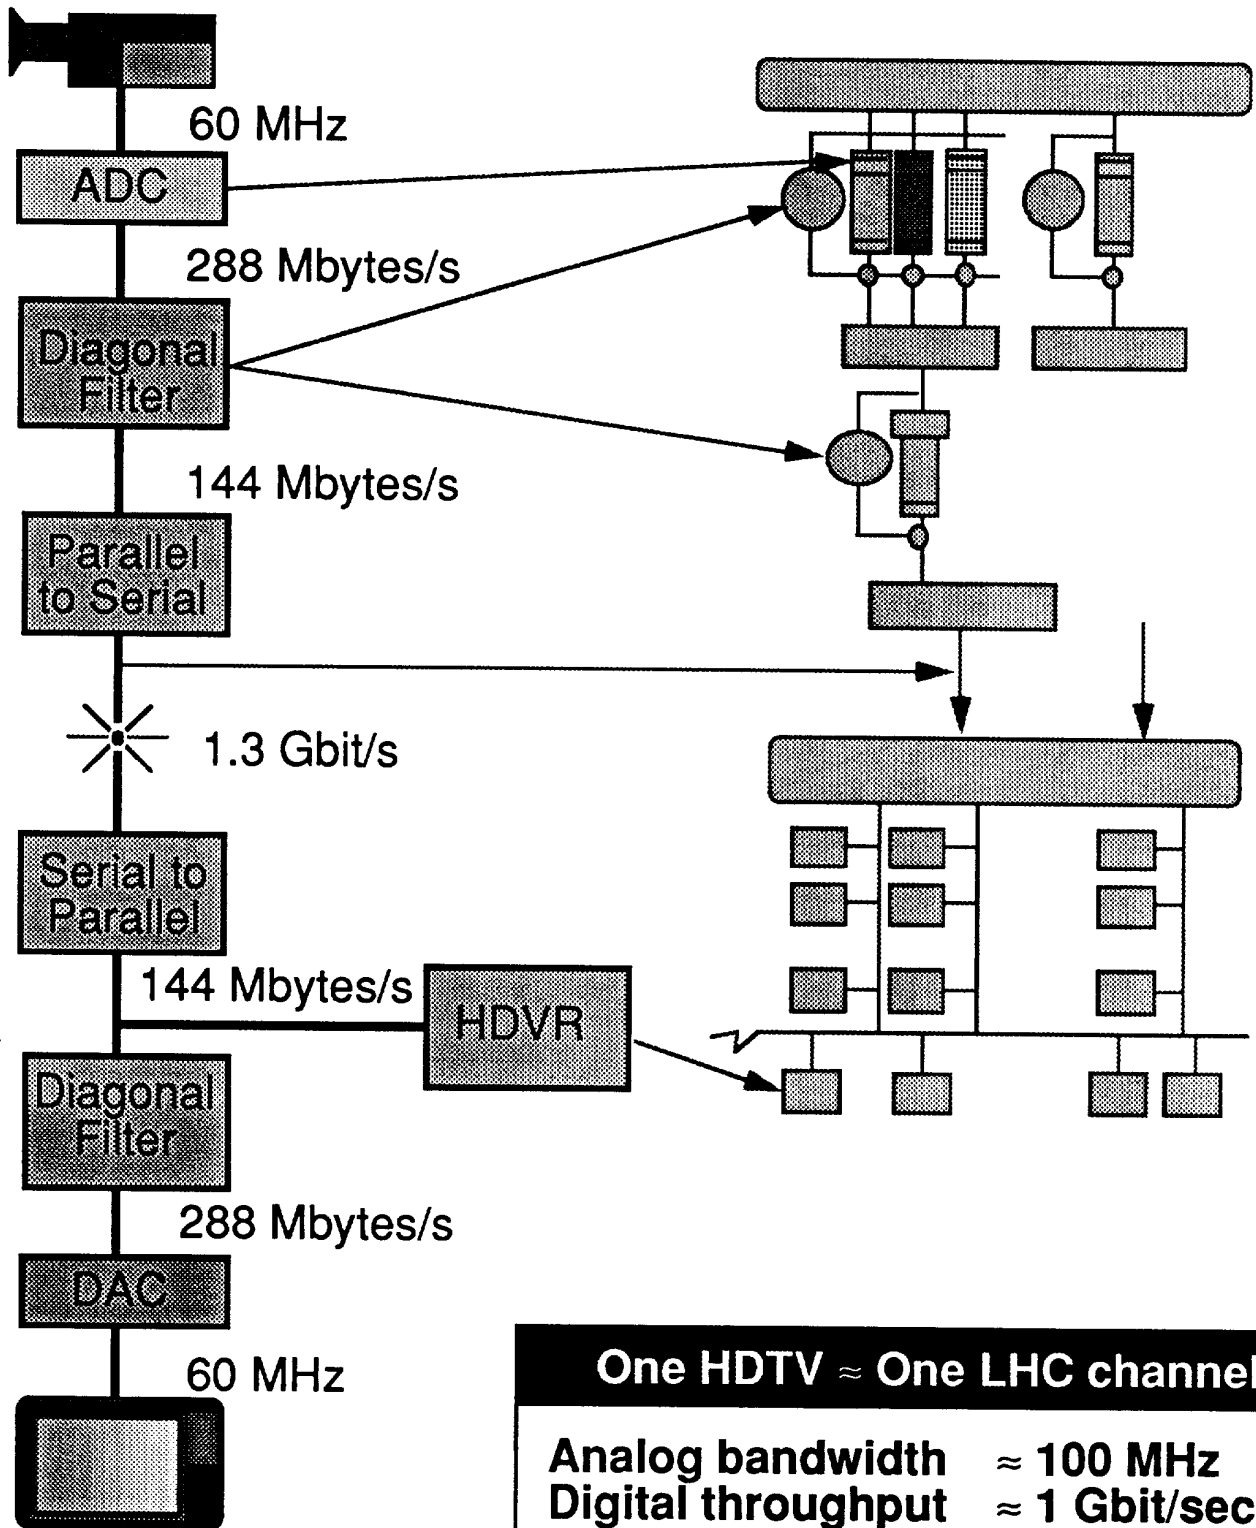 60 MHz
ADC
288 Mbytes/s
Diagonal
Filter
144 Mbytes/s
Parallel
to Serial
1.3 Gbit/s
Serial to
Parallel
144 Mbytes/s
HDVR
Diagonal
Filter
288 Mbytes/s
DAC
60 MHz
One HDTV ≈ One LHC channel
Analog bandwidth ≈ 100 MHz
Digital throughput ≈ 1 Gbit/sec